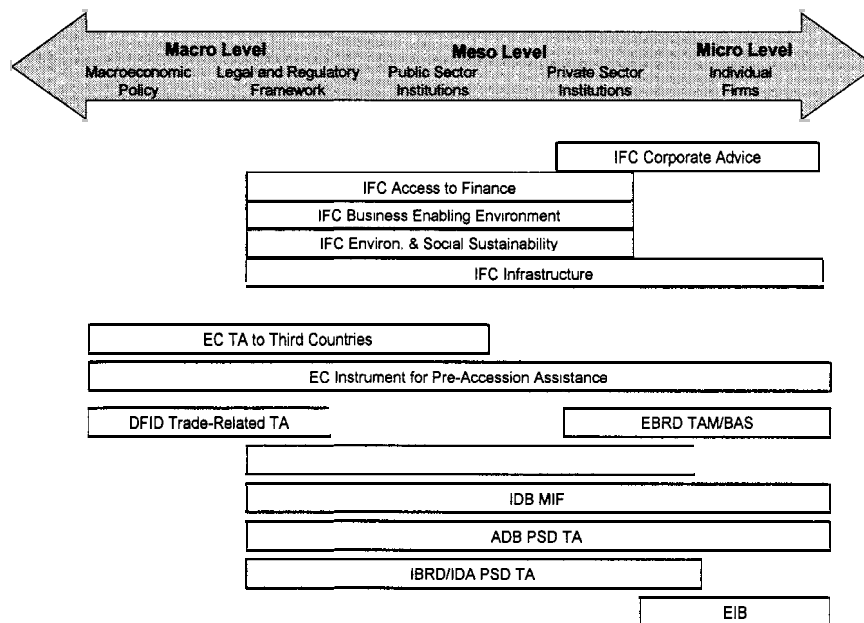 Macro Level Meso Level Micro Level
Macroeconomic Legal and Regulatory Public Sector Private Sector Individual
Policy Framework Institutions Institutions Firms
IFC Corporate Advice
IFC Access to Finance
IFC Business Enabling Environment
IFC Environ. & Social Sustainability
IFC Infrastructure
EC TA to Third Countries
EC Instrument for Pre-Accession Assistance
DFID Trade-Related TA EBRD TAM/BAS
IDB MIF
ADB PSD TA
IBRD/IDA PSD TA
EIB